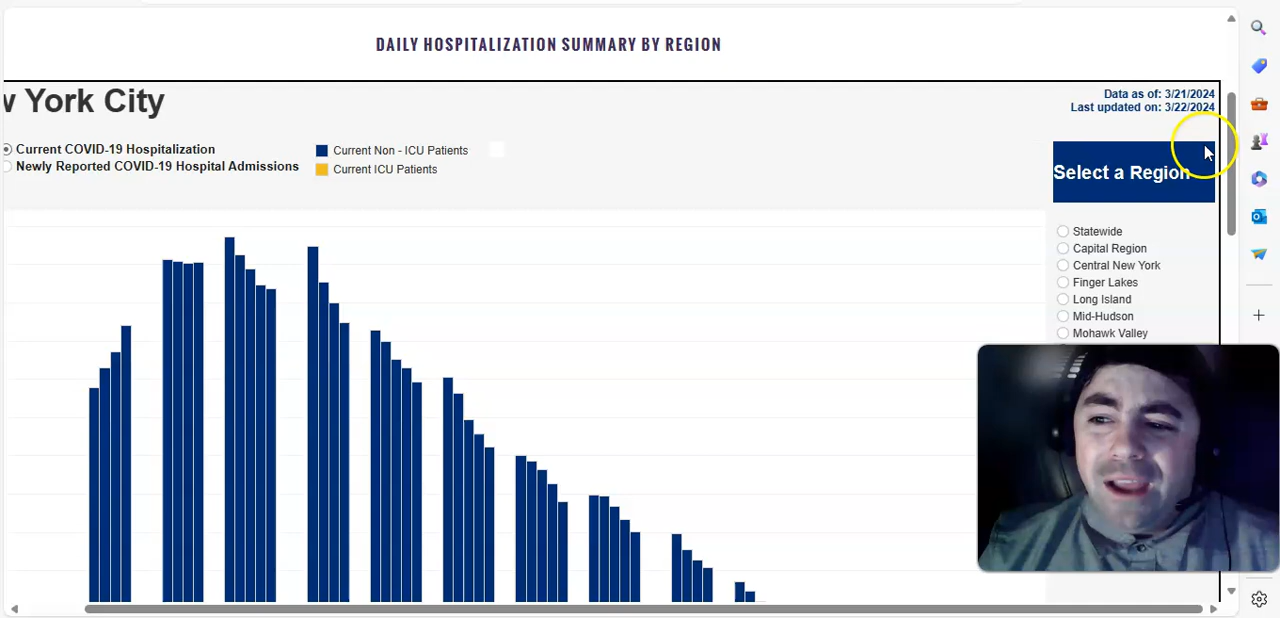 DAILY HOSPITALIZATION SUMMARY BY REGION
w York City
Data as of: 3/21/2024
Last updated on: 3/22/2024
Current COVID-19 Hospitalization
Newly Reported COVID-19 Hospital Admissions
Current Non - ICU Patients
Current ICU Patients
Select a Region
Statewide
Capital Region
Central New York
Finger Lakes
Long Island
Mid-Hudson
Mohawk Valley